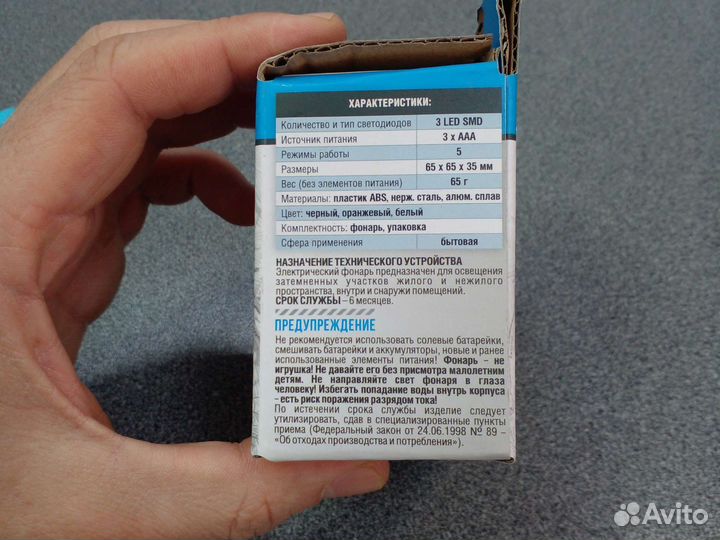 ХАРАКТЕРИСТИКИ:
Количество и тип светодиодов 3 LED SMD
Источник питания 3 x AAA
Режимы работы 5
Размеры 65 x 65 x 35 мм
Вес (без элементов питания) 65 г
Материалы: пластик ABS, нерж. сталь, алюм. сплав
Цвет: черный, оранжевый, белый
Комплектность: фонарь, упаковка
Сфера применения бытовая
НАЗНАЧЕНИЕ ТЕХНИЧЕСКОГО УСТРОЙСТВА
Электрический фонарь предназначен для освещения
затемненных участков жилого и нежилого
пространства, внутри и снаружи помещений.
СРОК СЛУЖБЫ – 6 месяцев.
ПРЕДУПРЕЖДЕНИЕ
Не рекомендуется использовать солевые батарейки,
смешивать батарейки и аккумуляторы, новые и ранее
использованные элементы питания! Фонарь – не
игрушка! Не давайте его без присмотра малолетним
детям. Не направляйте свет фонаря в глаза
человеку! Избегать попадание воды внутрь корпуса
- есть риск поражения разрядом тока!
По истечении срока службы изделие следует
утилизировать, сдав в специализированные пункты
приема (Федеральный закон от 24.06.1998 № 89 –
«Об отходах производства и потребления»).
Avito